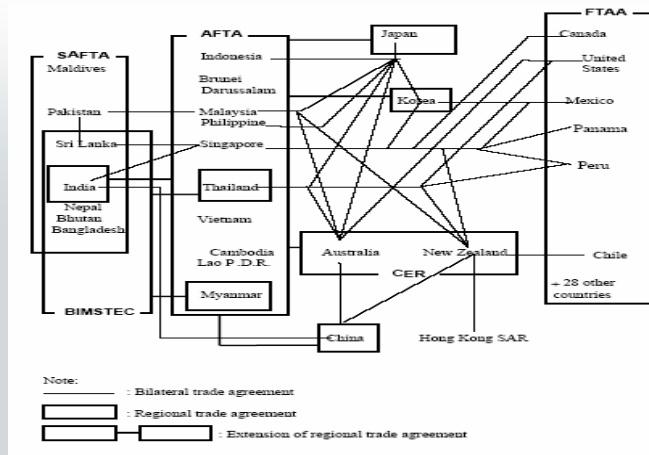 SAFTA
Maldives
Pakistan
Sri Lanka
India
Nepal
Bhutan
Bangladesh
BIMSTEC
AFTA
Indonesia
Brunei
Darussalam
Malaysia
Philippine
Singapore
Thailand
Vietnam
Cambodia
Lao P.D.R.
Myanmar
Japan
Korea
Australia
New Zealand
CER
China
Hong Kong SAR
FTAA
Canada
United
States
Mexico
Panama
Peru
Chile
+ 28 other
countries
Note:
: Bilateral trade agreement
: Regional trade agreement
: Extension of regional trade agreement